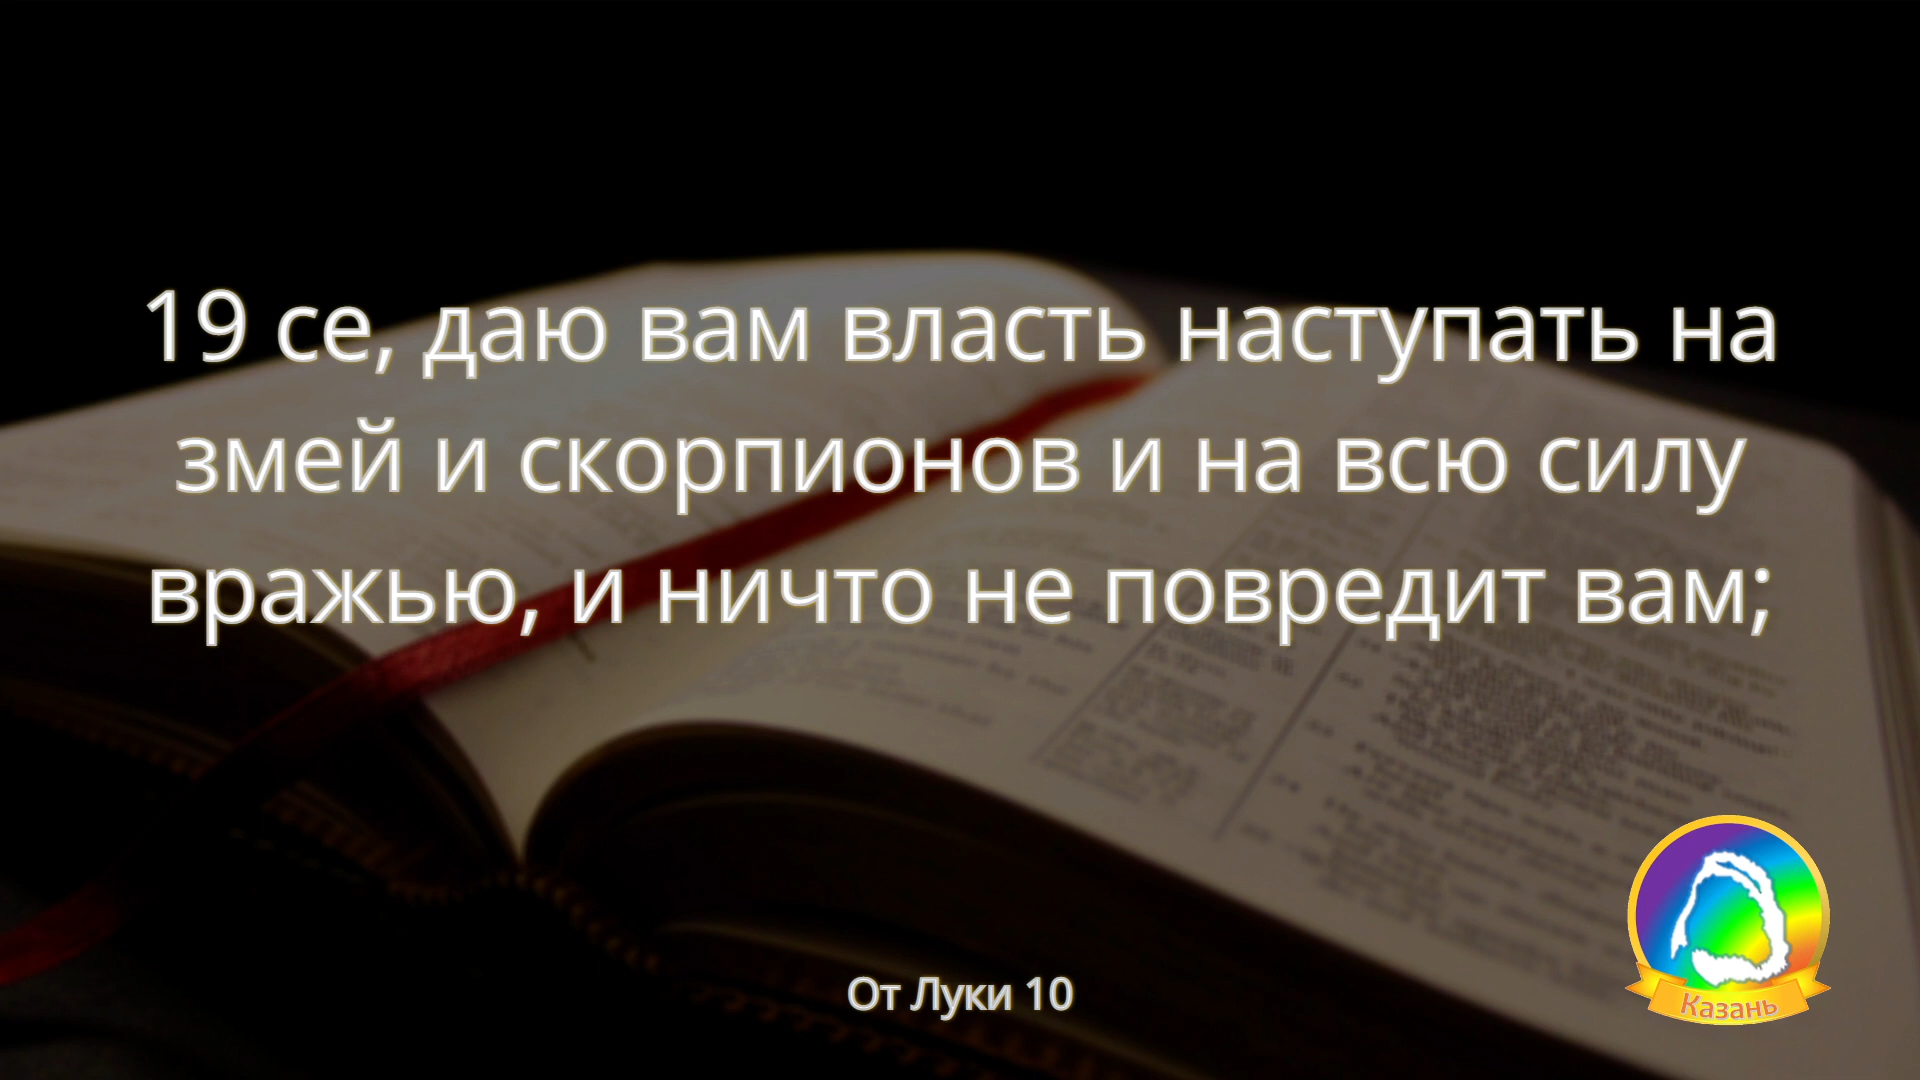 19 се, даю вам власть наступать на
змей и скорпионов и на всю силу
вражью, и ничто не повредит вам;
От Луки 10
Казань